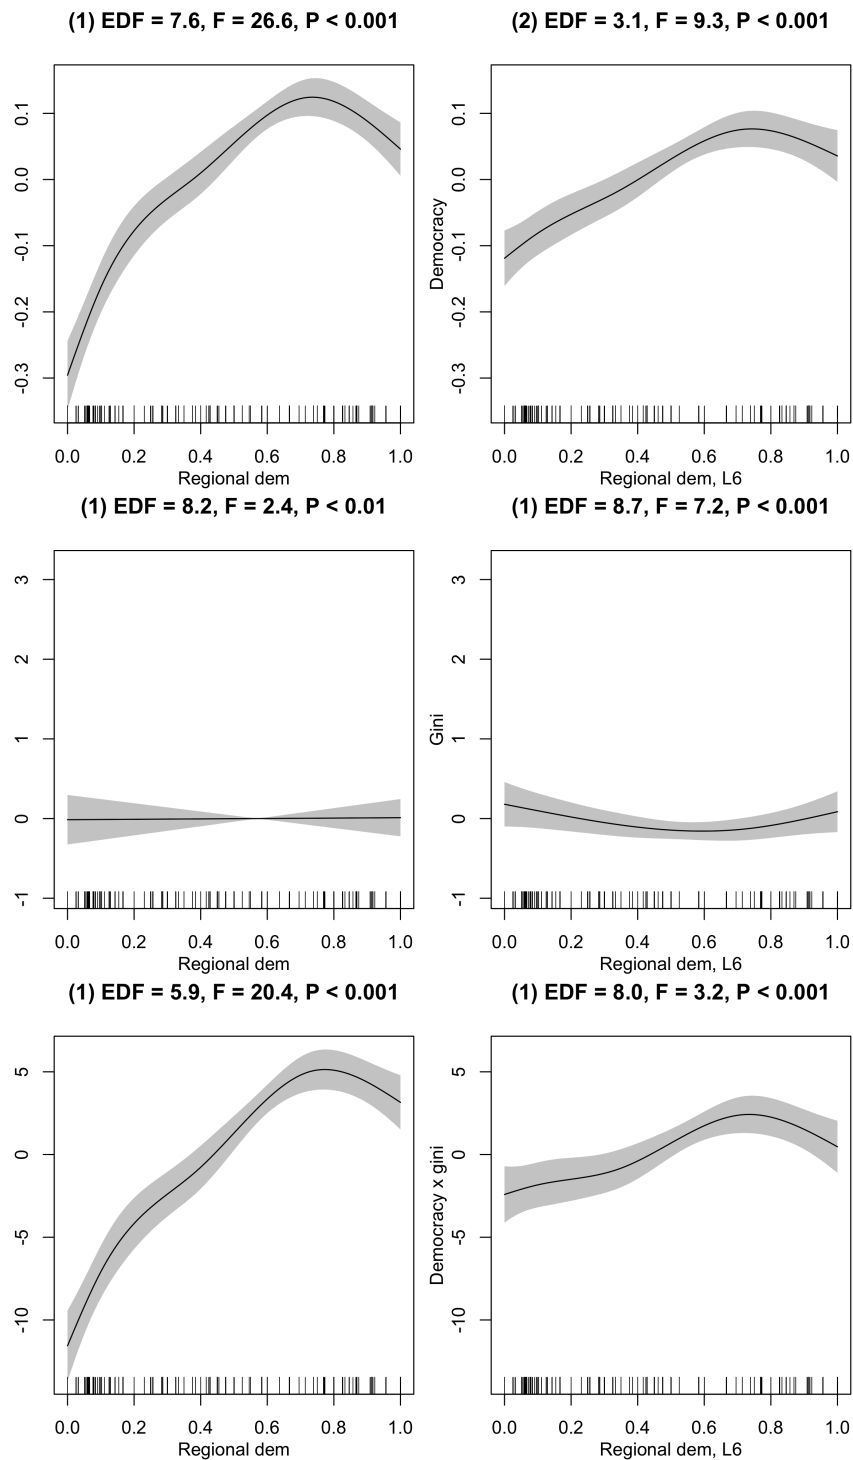 (1) EDF = 7.6, F = 26.6, P < 0.001
0.1
0.0
-0.1
-0.2
-0.3
0.0 0.2 0.4 0.6 0.8 1.0
Regional dem
(2) EDF = 3.1, F = 9.3, P < 0.001
Democracy
0.1
0.0
-0.1
-0.2
-0.3
0.0 0.2 0.4 0.6 0.8 1.0
Regional dem, L6
(1) EDF = 8.2, F = 2.4, P < 0.01
3
2
1
0
-1
0.0 0.2 0.4 0.6 0.8 1.0
Regional dem
(1) EDF = 8.7, F = 7.2, P < 0.001
Gini
3
2
1
0
-1
0.0 0.2 0.4 0.6 0.8 1.0
Regional dem, L6
(1) EDF = 5.9, F = 20.4, P < 0.001
5
0
-5
-10
0.0 0.2 0.4 0.6 0.8 1.0
Regional dem
(1) EDF = 8.0, F = 3.2, P < 0.001
Democracy x gini
5
0
-5
-10
0.0 0.2 0.4 0.6 0.8 1.0
Regional dem, L6